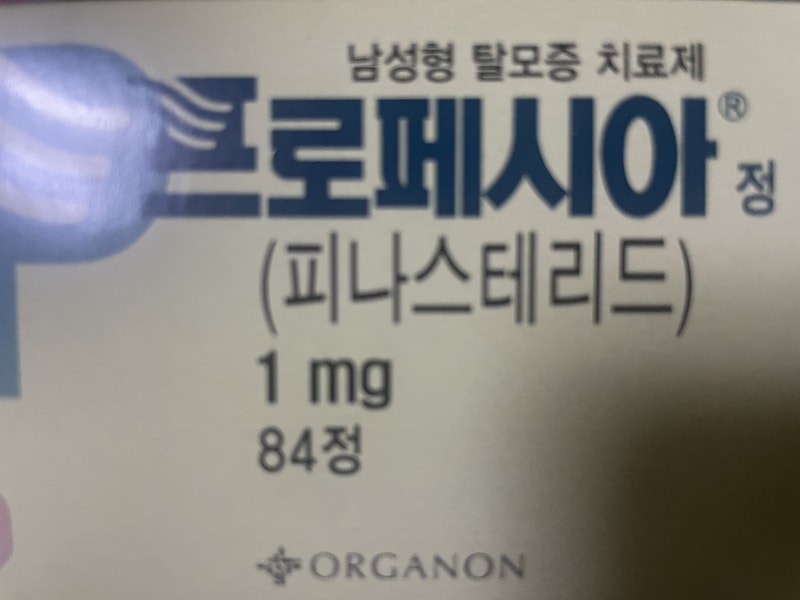 남성형 탈모증 치료제
프로페시아® 정
(피나스테리드)
1 mg
84정
ORGANON